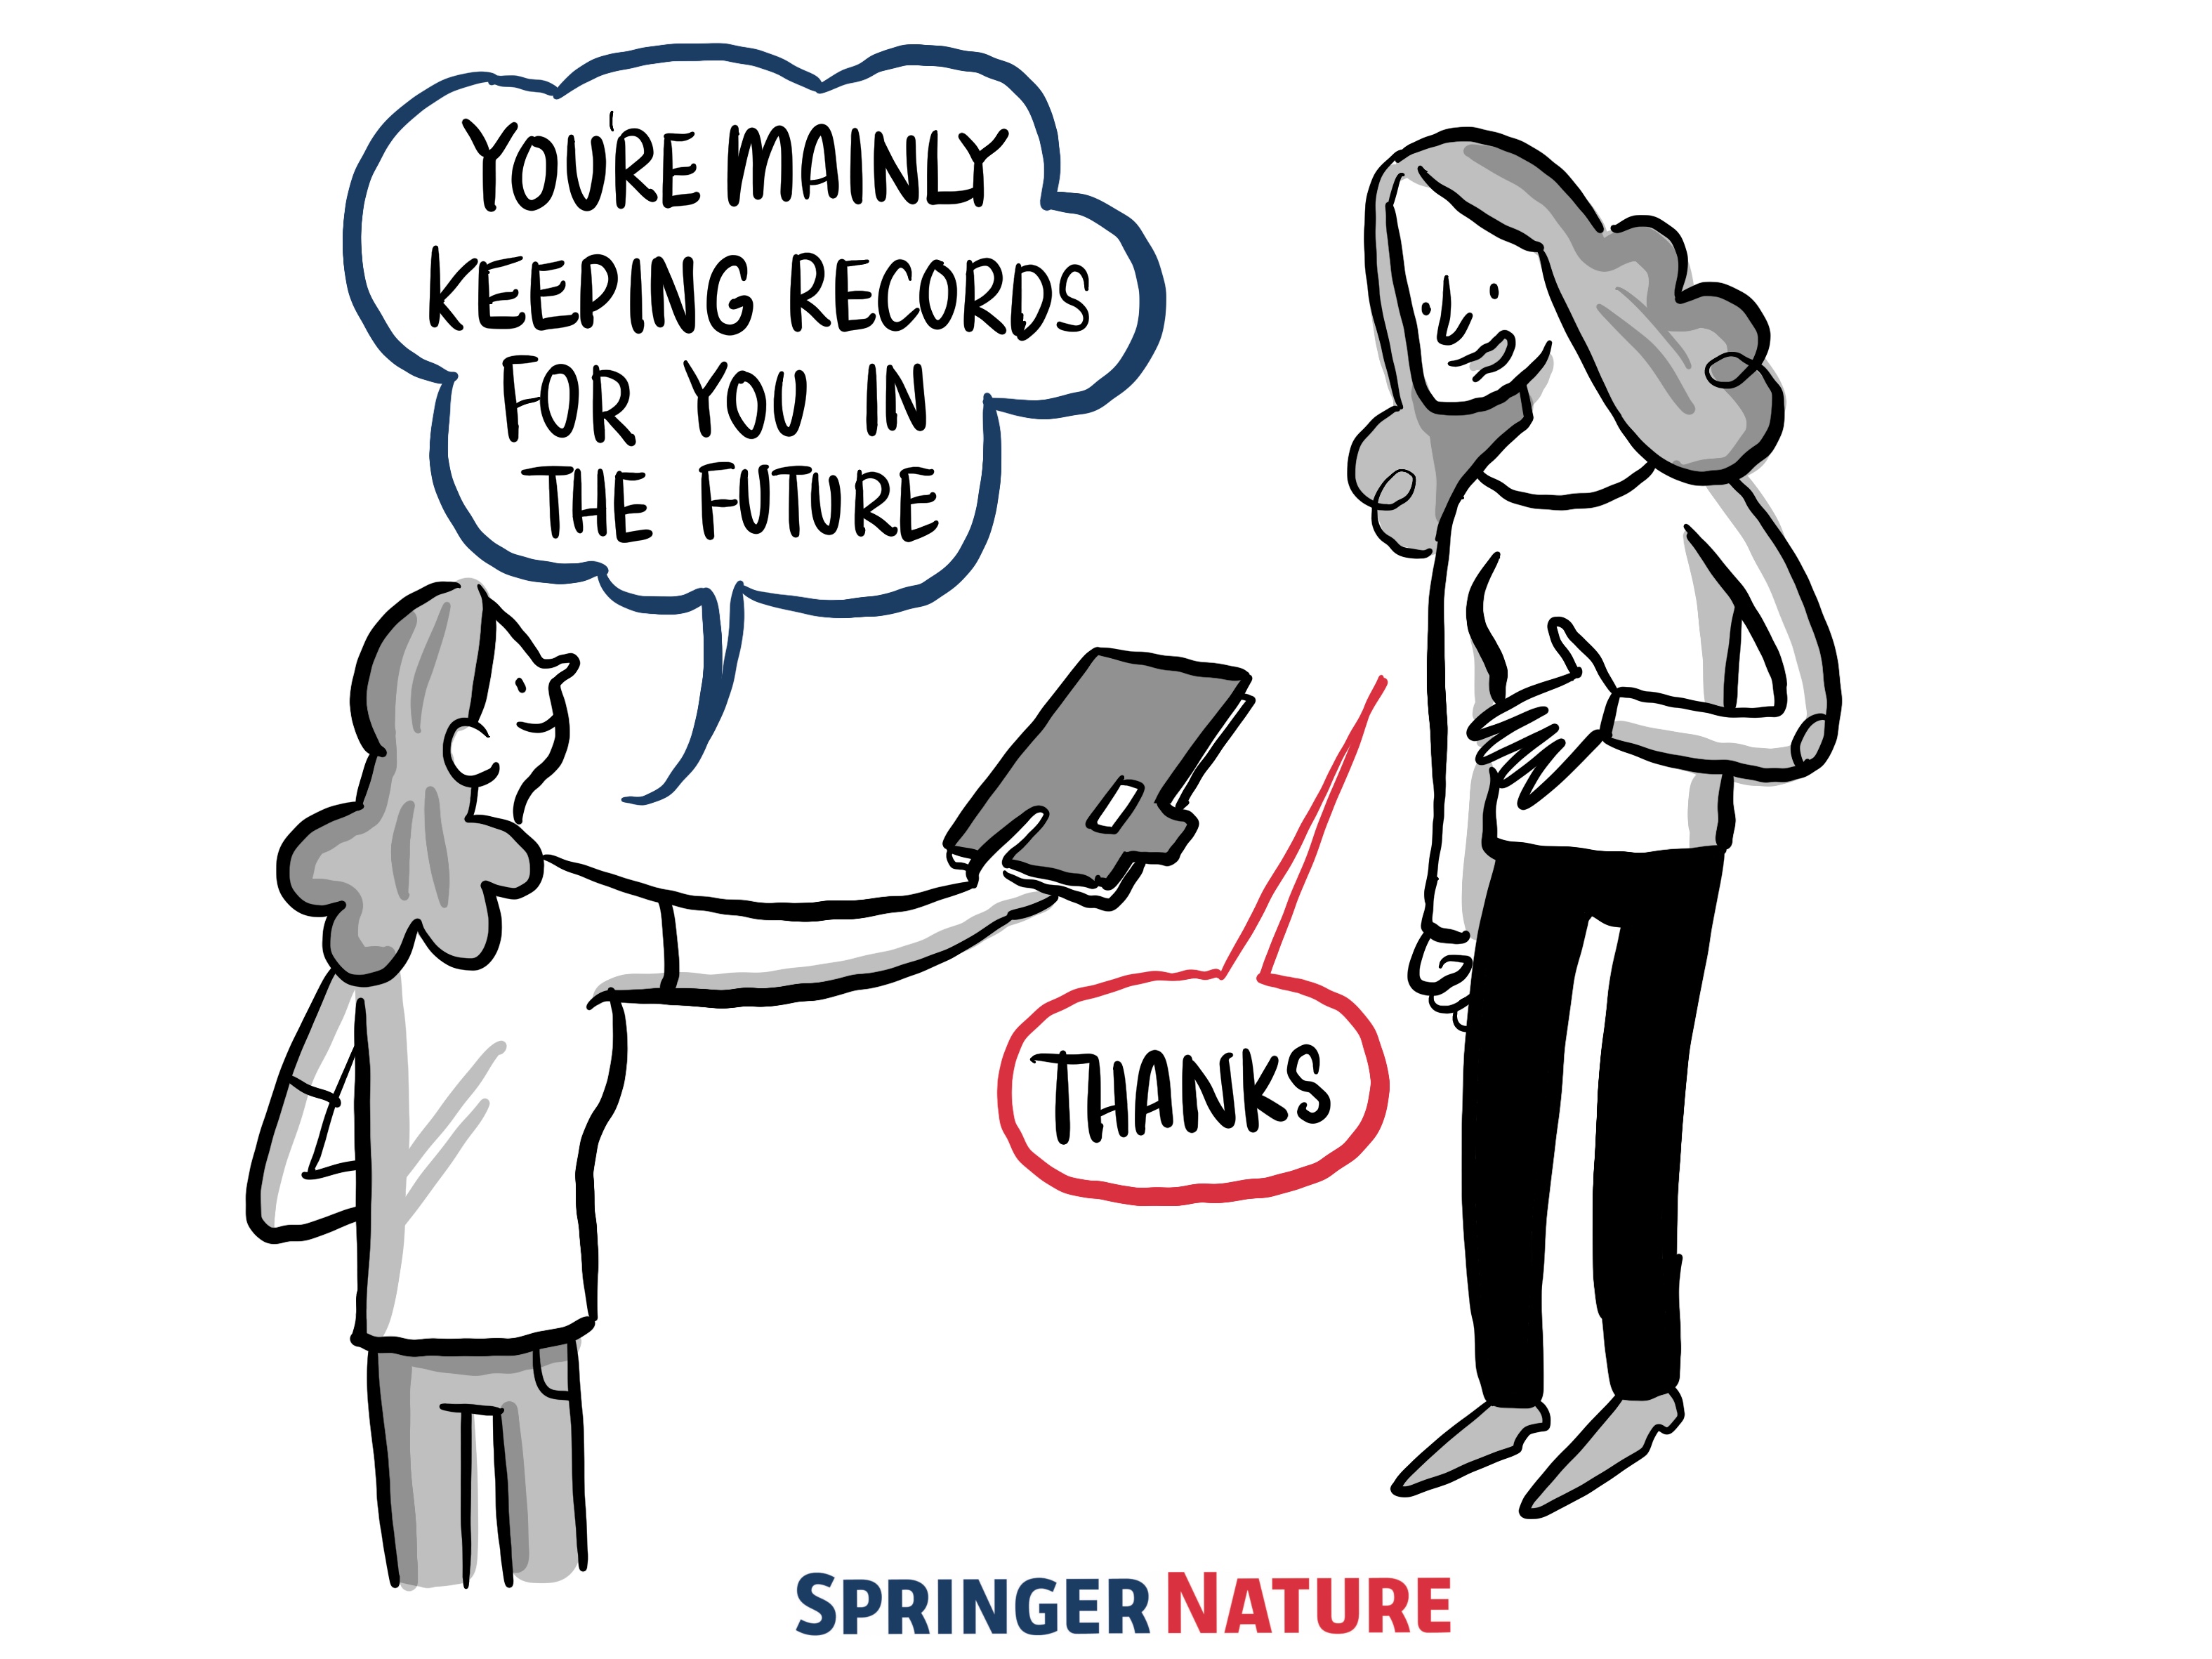 YOU'RE MAINLY
KEEPING RECORDS
FOR YOU IN
THE FUTURE
THANKS
SPRINGER NATURE